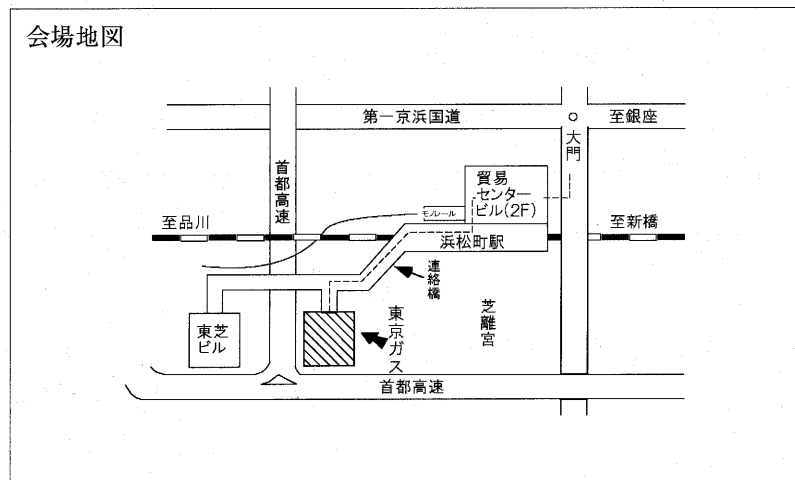 会場地図
第一京浜国道
至銀座
大門
首都高速
貿易
センター
ビル(2F)
モノレール
至品川
至新橋
浜松町駅
連絡橋
芝離宮
東京ガス
東芝
ビル
首都高速